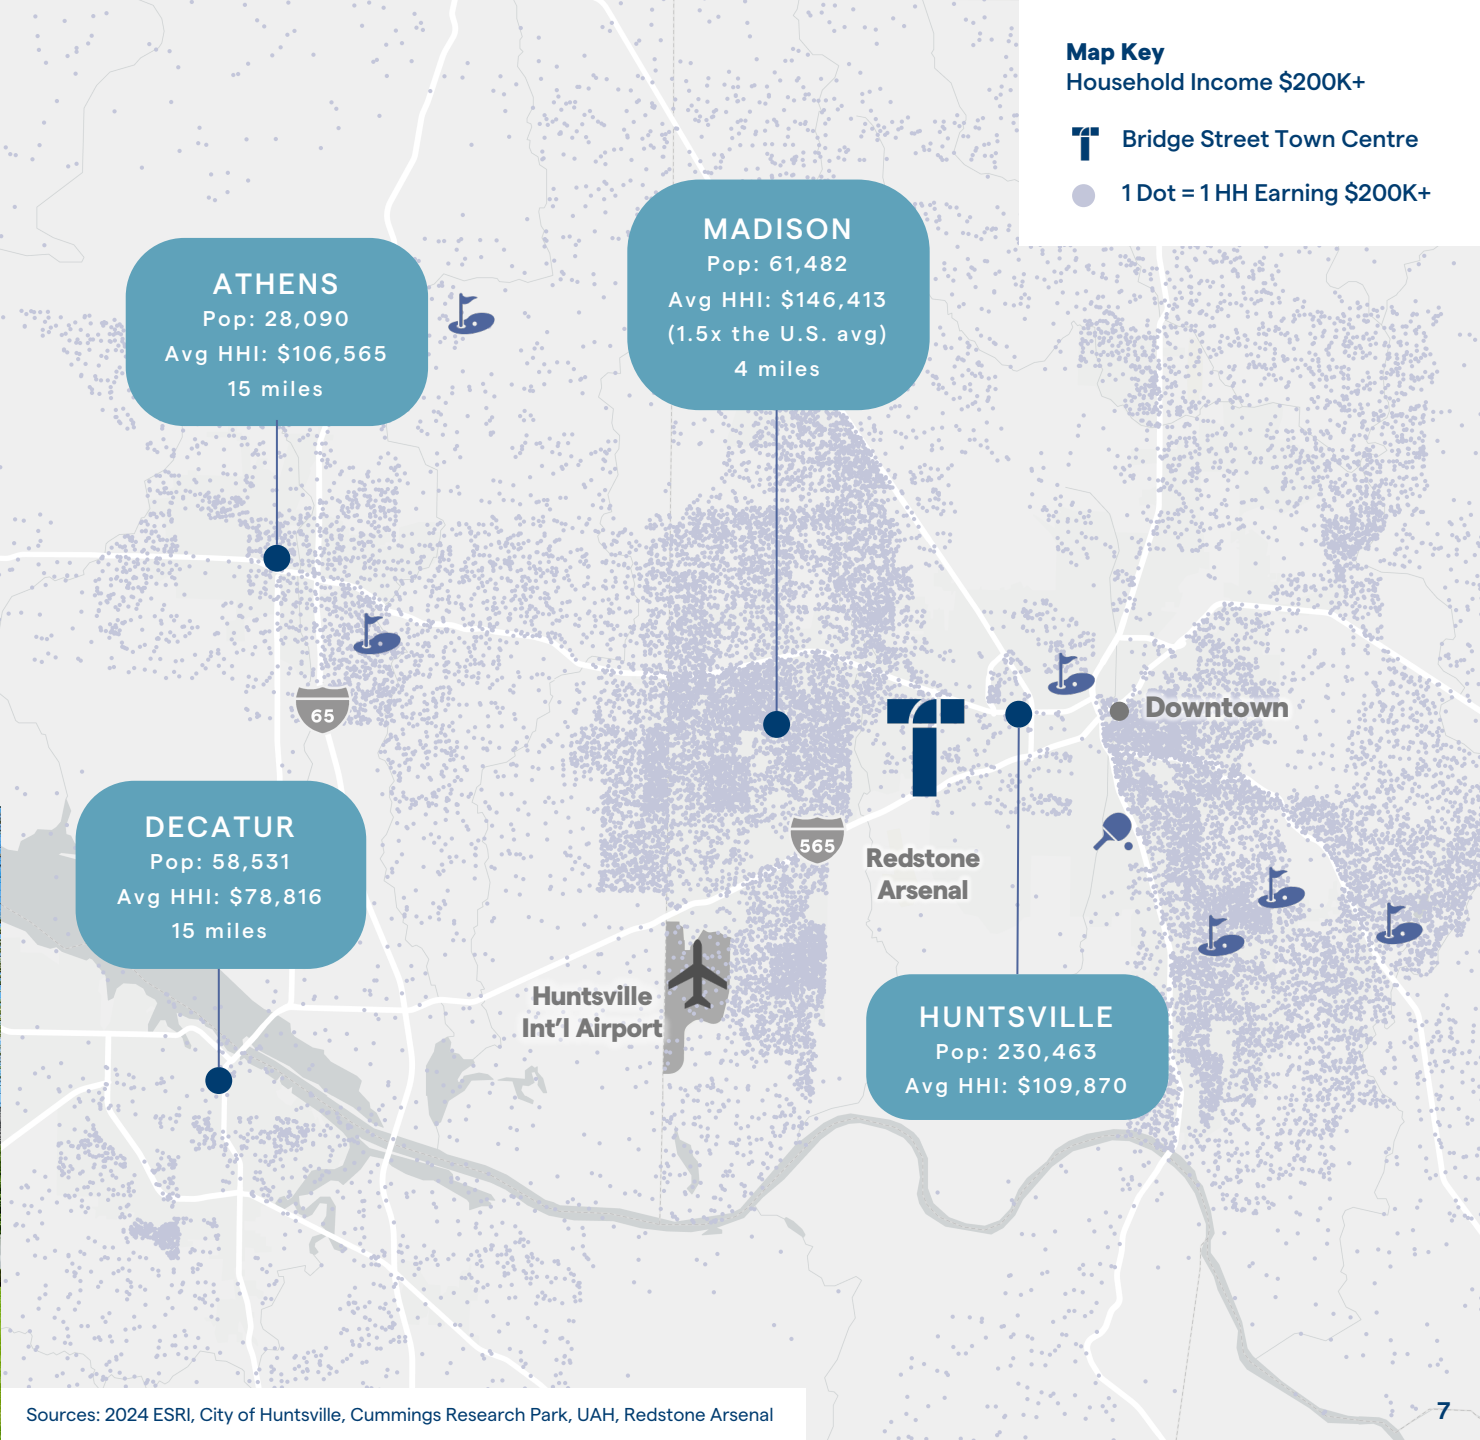 Map Key
Household Income $200K+
Bridge Street Town Centre
1 Dot = 1 HH Earning $200K+
MADISON
Pop: 61,482
Avg HHI: $146,413
(1.5x the U.S. avg)
4 miles
ATHENS
Pop: 28,090
Avg HHI: $106,565
15 miles
65
Downtown
DECATUR
Pop: 58,531
Avg HHI: $78,816
15 miles
565
Redstone
Arsenal
Huntsville
Int'l Airport
HUNTSVILLE
Pop: 230,463
Avg HHI: $109,870
Sources: 2024 ESRI, City of Huntsville, Cummings Research Park, UAH, Redstone Arsenal
7